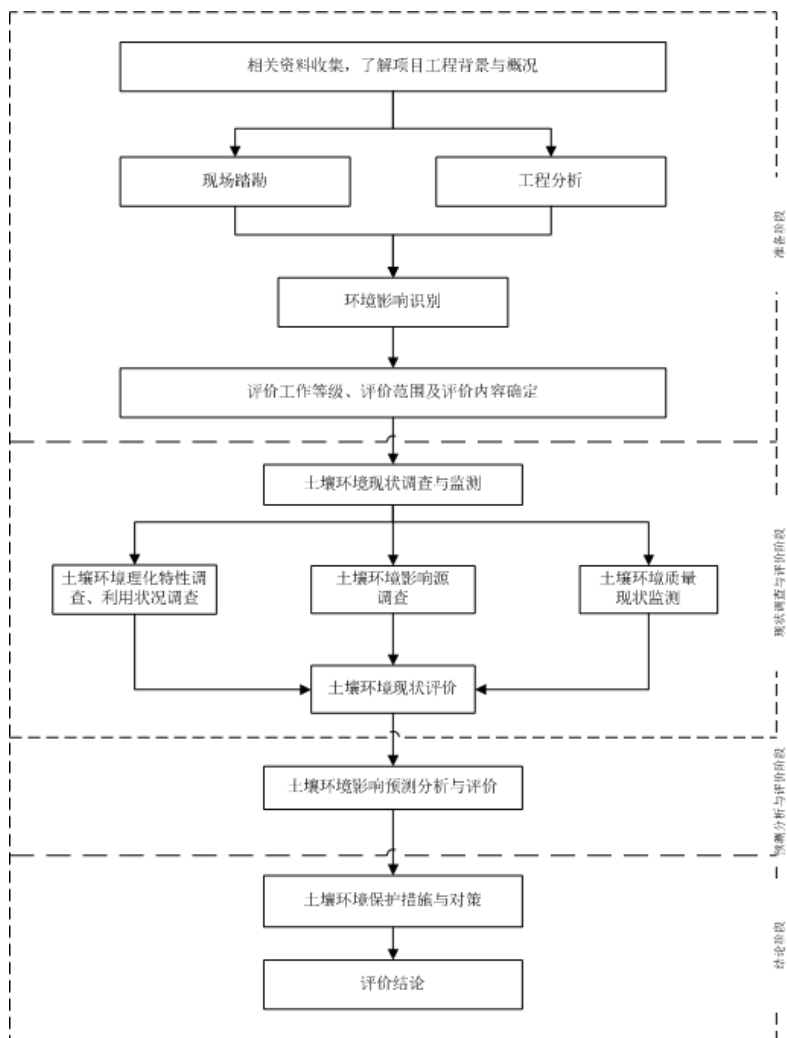 相关资料收集，了解项目工程背景与概况
现场踏勘
工程分析
准备阶段
环境影响识别
评价工作等级、评价范围及评价内容确定
土壤环境现状调查与监测
土壤环境理化特性调
查、利用状况调查
土壤环境影响源
调查
土壤环境质量
现状监测
现状调查与评价阶段
土壤环境现状评价
土壤环境影响预测分析与评价
预测分析与评价阶段
土壤环境保护措施与对策
结论阶段
评价结论